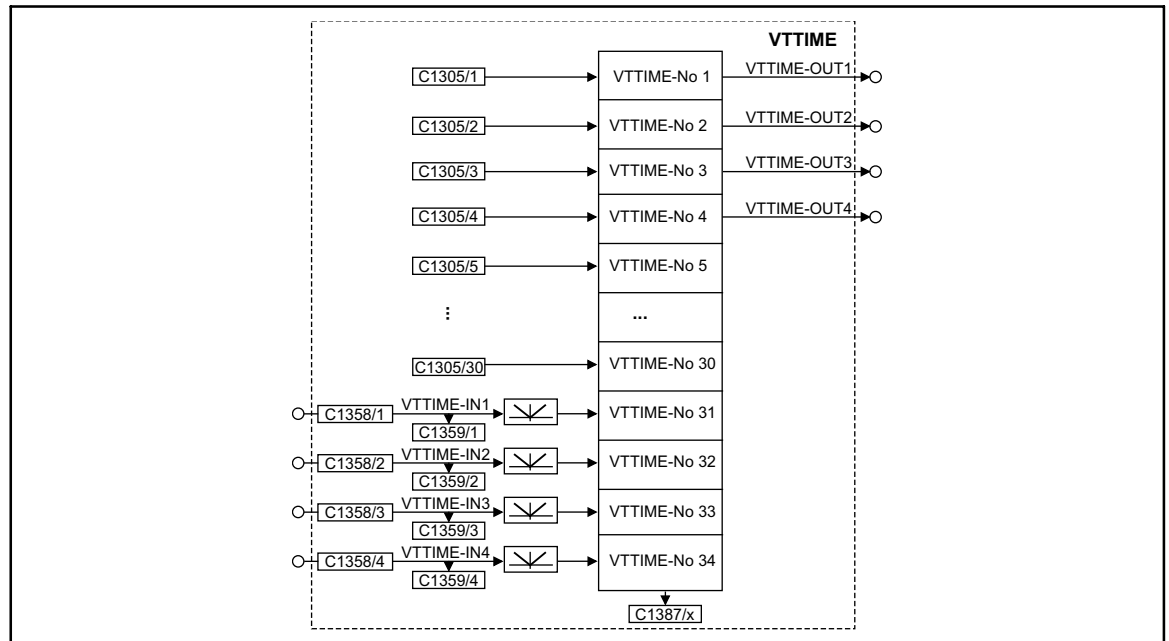 VTTIME
C1305/1 VTTIME-No 1 VTTIME-OUT1
C1305/2 VTTIME-No 2 VTTIME-OUT2
C1305/3 VTTIME-No 3 VTTIME-OUT3
C1305/4 VTTIME-No 4 VTTIME-OUT4
C1305/5 VTTIME-No 5
... ...
C1305/30 VTTIME-No 30
C1358/1 VTTIME-IN1 VTTIME-No 31
C1359/1
C1358/2 VTTIME-IN2 VTTIME-No 32
C1359/2
C1358/3 VTTIME-IN3 VTTIME-No 33
C1359/3
C1358/4 VTTIME-IN4 VTTIME-No 34
C1359/4
C1387/x